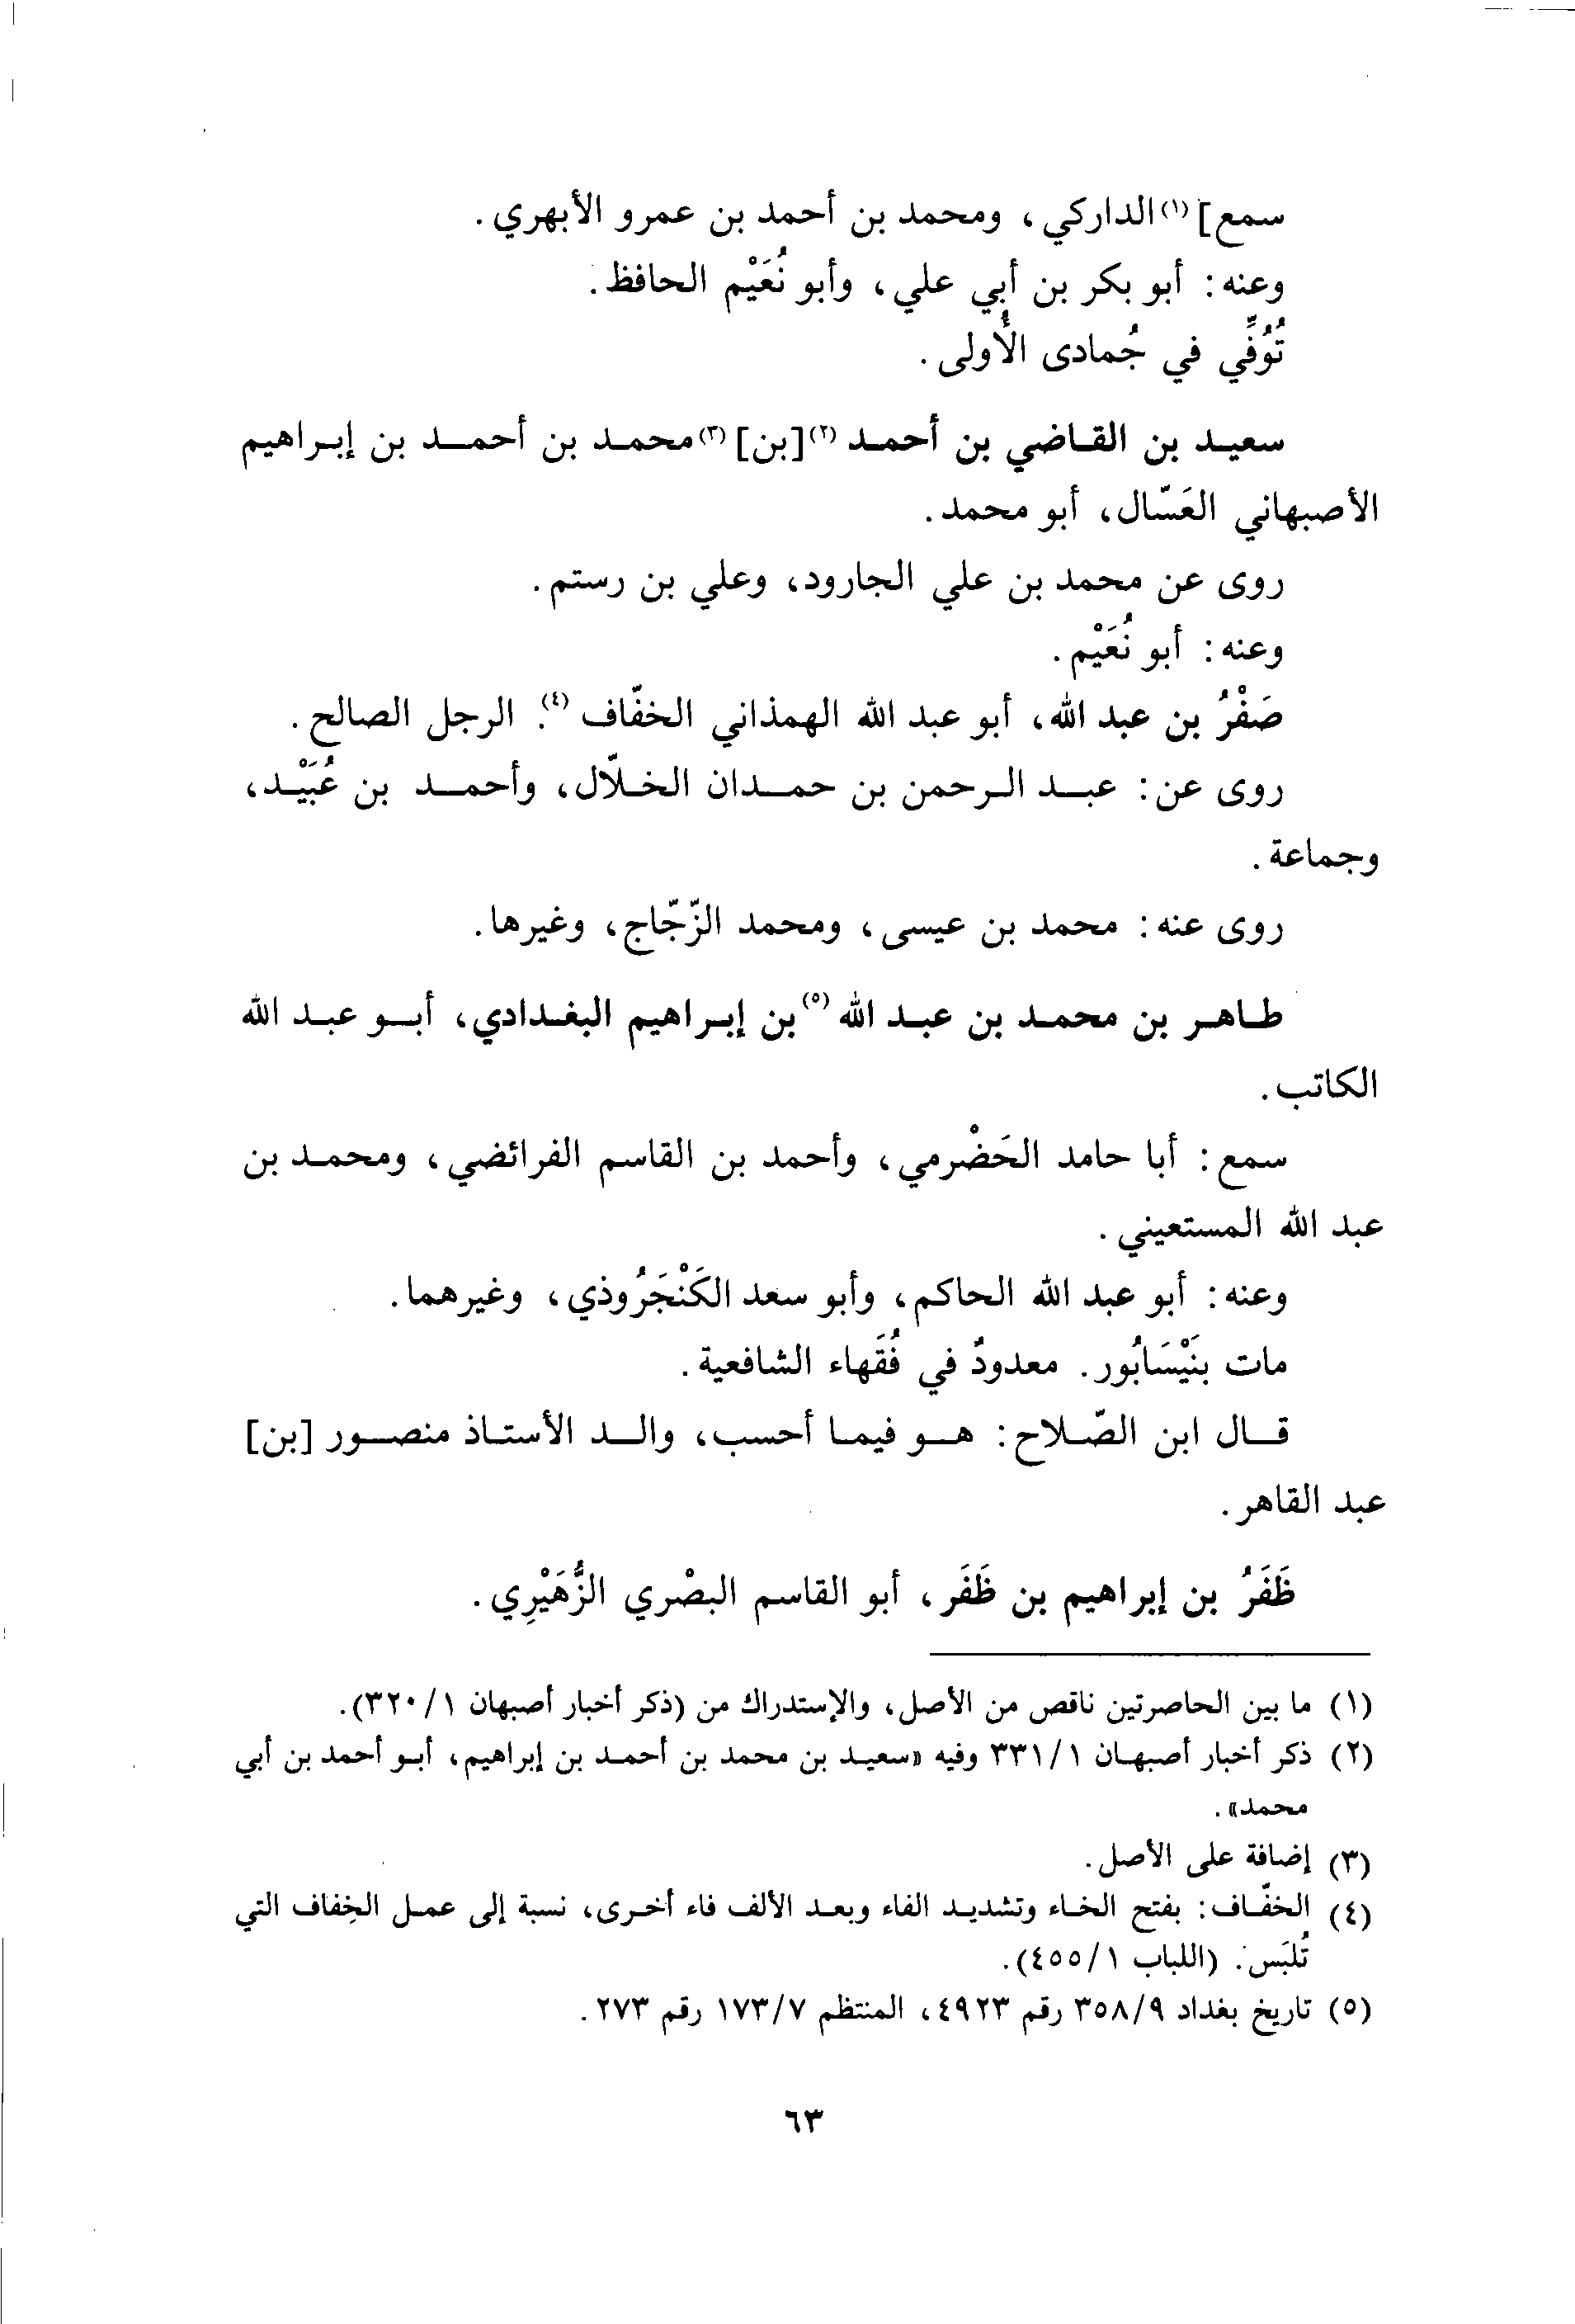 سمع]⁽¹⁾ الداركي، ومحمد بن أحمد بن عمرو الأبهري.
وعنه: أبو بكر بن أبي علي، وأبو نُعَيْم الحافظ.
تُوُفِّي في جُمادى الأُولى.
سعيد بن القاضي بن أحمد⁽٢⁾ [بن]⁽٣⁾ محمد بن أحمد بن إبراهيم
الأصبهاني العَسّال، أبو محمد.
روى عن محمد بن علي الجارود، وعلي بن رستم.
وعنه: أبو نُعَيْم.
صَفْرُ بن عبد الله، أبو عبد الله الهمذاني الخفّاف⁽٤⁾. الرجل الصالح.
روى عن: عبد الرحمن بن حمدان الخلّال، وأحمد بن عُبَيْد،
وجماعة.
روى عنه: محمد بن عيسى، ومحمد الزّجّاج، وغيرها.
طاهر بن محمد بن عبد الله⁽٥⁾ بن إبراهيم البغدادي، أبو عبد الله
الكاتب.
سمع: أبا حامد الحَضْرمي، وأحمد بن القاسم الفرائضي، ومحمد بن
عبد الله المستعيني.
وعنه: أبو عبد الله الحاكم، وأبو سعد الكَنْجَرُوذي، وغيرهما.
مات بنَيْسَابُور. معدودٌ في فُقَهاء الشافعية.
قال ابن الصّلاح: هو فيما أحسب، والد الأستاذ منصور [بن]
عبد القاهر.
ظَفَرُ بن إبراهيم بن ظَفَر، أبو القاسم البصْري الزُّهَيْرِي.
(١) ما بين الحاصرتين ناقص من الأصل، والإستدراك من (ذكر أخبار أصبهان ١/ ٣٢٠).
(٢) ذكر أخبار أصبهان ١/ ٣٣١ وفيه «سعيد بن محمد بن أحمد بن إبراهيم، أبو أحمد بن أبي
محمد».
(٣) إضافة على الأصل.
(٤) الخفّاف: بفتح الخاء وتشديد الفاء وبعد الألف فاء أخرى، نسبة إلى عمل الخِفاف التي
تُلبَس. (اللباب ١/ ٤٥٥).
(٥) تاريخ بغداد ٩/ ٣٥٨ رقم ٤٩٢٣، المنتظم ٧/ ١٧٣ رقم ٢٧٣.
٦٣